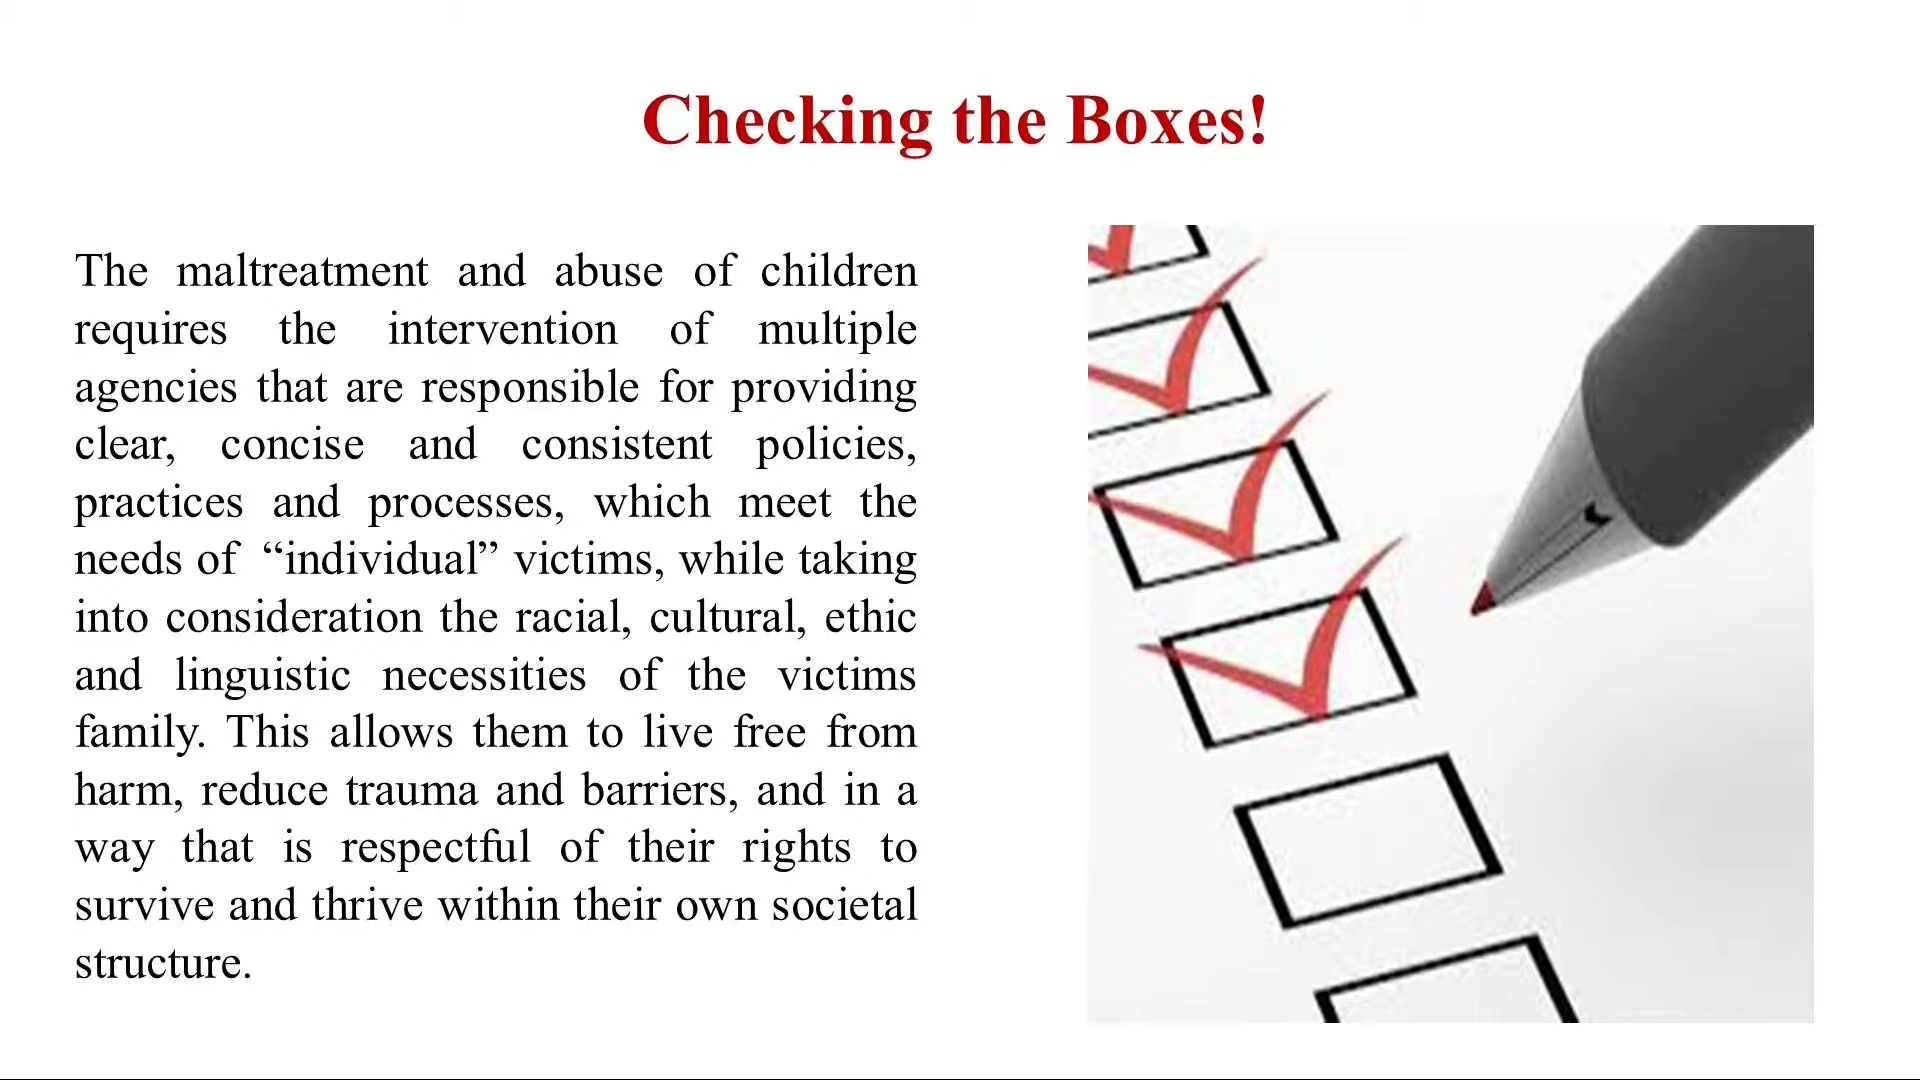 Checking the Boxes!
The maltreatment and abuse of children
requires the intervention of multiple
agencies that are responsible for providing
clear, concise and consistent policies,
practices and processes, which meet the
needs of “individual” victims, while taking
into consideration the racial, cultural, ethic
and linguistic necessities of the victims
family. This allows them to live free from
harm, reduce trauma and barriers, and in a
way that is respectful of their rights to
survive and thrive within their own societal
structure.